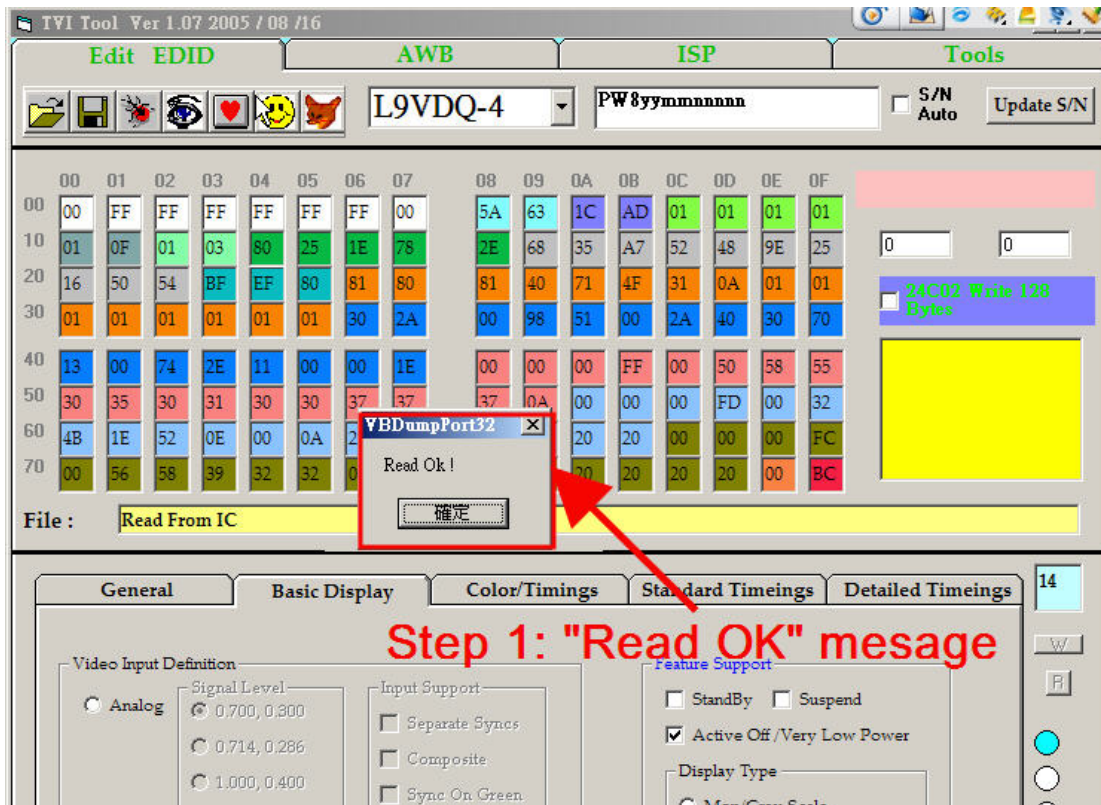 TVI Tool Ver 1.07 2005 / 08 /16
Edit EDID AWB ISP Tools
L9VDQ-4 PW8yymmnnnnn S/N Auto Update S/N
00 01 02 03 04 05 06 07 08 09 0A 0B 0C 0D 0E 0F
00 00 FF FF FF FF FF FF 00 5A 63 1C AD 01 01 01 01
10 01 0F 01 03 80 25 1E 78 2E 68 35 A7 52 48 9E 25
0 0
20 16 50 54 BF EF 80 81 80 81 40 71 4F 31 0A 01 01
24C02 Write 128
Bytes
30 01 01 01 01 01 01 30 2A 00 98 51 00 2A 40 30 70
40 13 00 74 2E 11 00 00 1E 00 00 00 FF 00 50 58 55
50 30 35 30 31 30 30 37 37 37 0A 00 00 00 FD 00 32
60 4B 1E 52 0E 00 0A 2 20 20 00 00 00 FC
70 00 56 58 39 32 32 0 20 20 20 20 00 BC
VBDumpPort32
Read Ok !
確定
File : Read From IC
General Basic Display Color/Timings Standard Timeings Detailed Timeings 14
Step 1: "Read OK" mesage
W
R
Video Input Definition
Analog
Signal Level
0.700, 0.300
0.714, 0.286
1.000, 0.400
Input Support
Separate Syncs
Composite
Sync On Green
Feature Support
StandBy Suspend
Active Off /Very Low Power
Display Type
Mon/Gray Scale